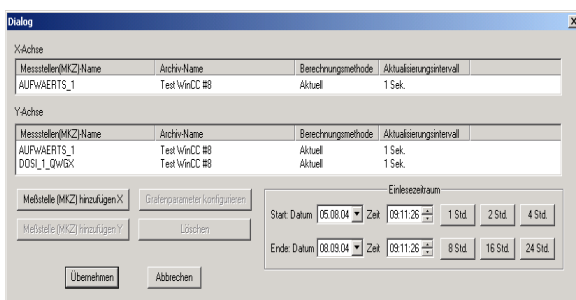 Dialog
X-Achse
Messstellen(MKZ)-Name Archiv-Name Berechnungsmethode Aktualisierungsintervall
AUFWAERTS_1 Test WinCC #8 Aktuell 1 Sek.
Y-Achse
Messstellen(MKZ)-Name Archiv-Name Berechnungsmethode Aktualisierungsintervall
AUFWAERTS_1 Test WinCC #8 Aktuell 1 Sek.
DOSI_1_QWGX Test WinCC #8 Aktuell 1 Sek.
Einlesezeitraum
Meßstelle (MKZ) hinzufügen X Grafenparameter konfigurieren
Start: Datum 05.08.04 Zeit 09:11:26 1 Std. 2 Std. 4 Std.
Meßstelle (MKZ) hinzufügen Y Löschen
Ende: Datum 08.09.04 Zeit 09:11:26 8 Std. 16 Std. 24 Std.
Übernehmen Abbrechen